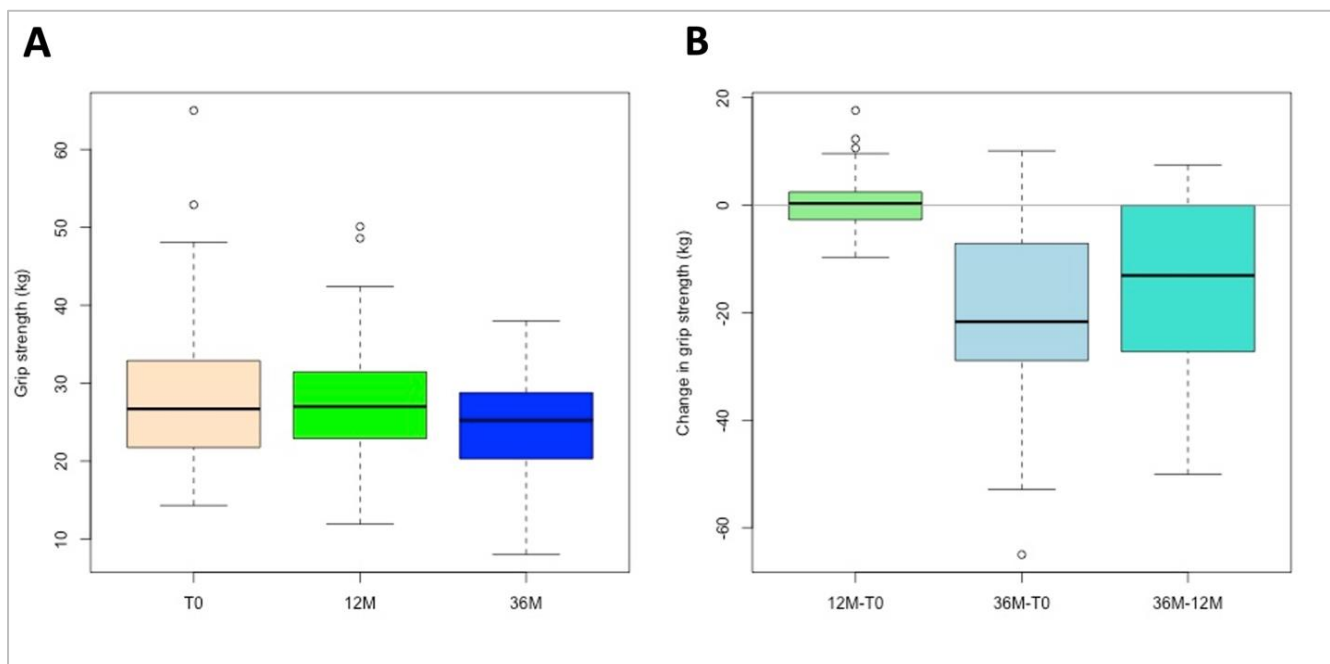 A
B
Grip strength (kg)
60
50
40
30
20
10
T0
12M
36M
Change in grip strength (kg)
20
0
-20
-40
-60
12M-T0
36M-T0
36M-12M